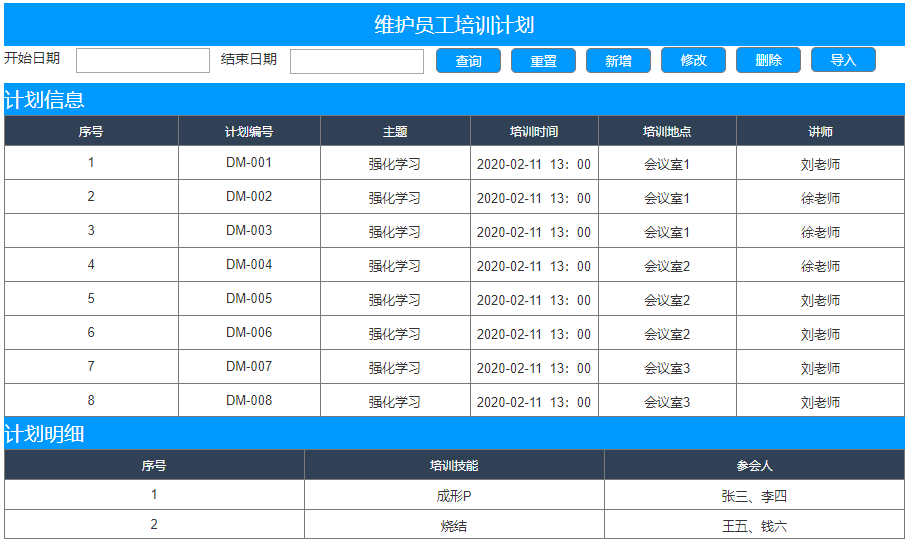 维护员工培训计划
开始日期 结束日期 查询 重置 新增 修改 删除 导入
计划信息
序号 计划编号 主题 培训时间 培训地点 讲师
1 DM-001 强化学习 2020-02-11 13：00 会议室1 刘老师
2 DM-002 强化学习 2020-02-11 13：00 会议室1 徐老师
3 DM-003 强化学习 2020-02-11 13：00 会议室1 徐老师
4 DM-004 强化学习 2020-02-11 13：00 会议室2 徐老师
5 DM-005 强化学习 2020-02-11 13：00 会议室2 刘老师
6 DM-006 强化学习 2020-02-11 13：00 会议室2 刘老师
7 DM-007 强化学习 2020-02-11 13：00 会议室3 刘老师
8 DM-008 强化学习 2020-02-11 13：00 会议室3 刘老师
计划明细
序号 培训技能 参会人
1 成形P 张三、李四
2 烧结 王五、钱六